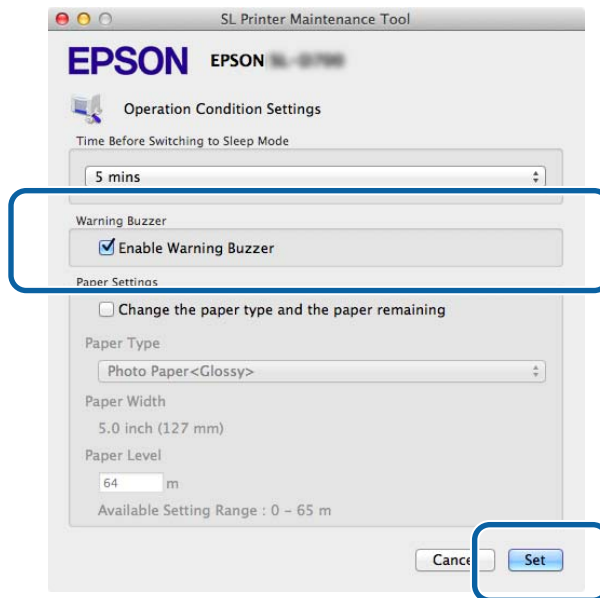 SL Printer Maintenance Tool
EPSON EPSON
Operation Condition Settings
Time Before Switching to Sleep Mode
5 mins
Warning Buzzer
Enable Warning Buzzer
Paper Settings
Change the paper type and the paper remaining
Paper Type
Photo Paper<Glossy>
Paper Width
5.0 inch (127 mm)
Paper Level
64 m
Available Setting Range : 0 – 65 m
Cancel Set